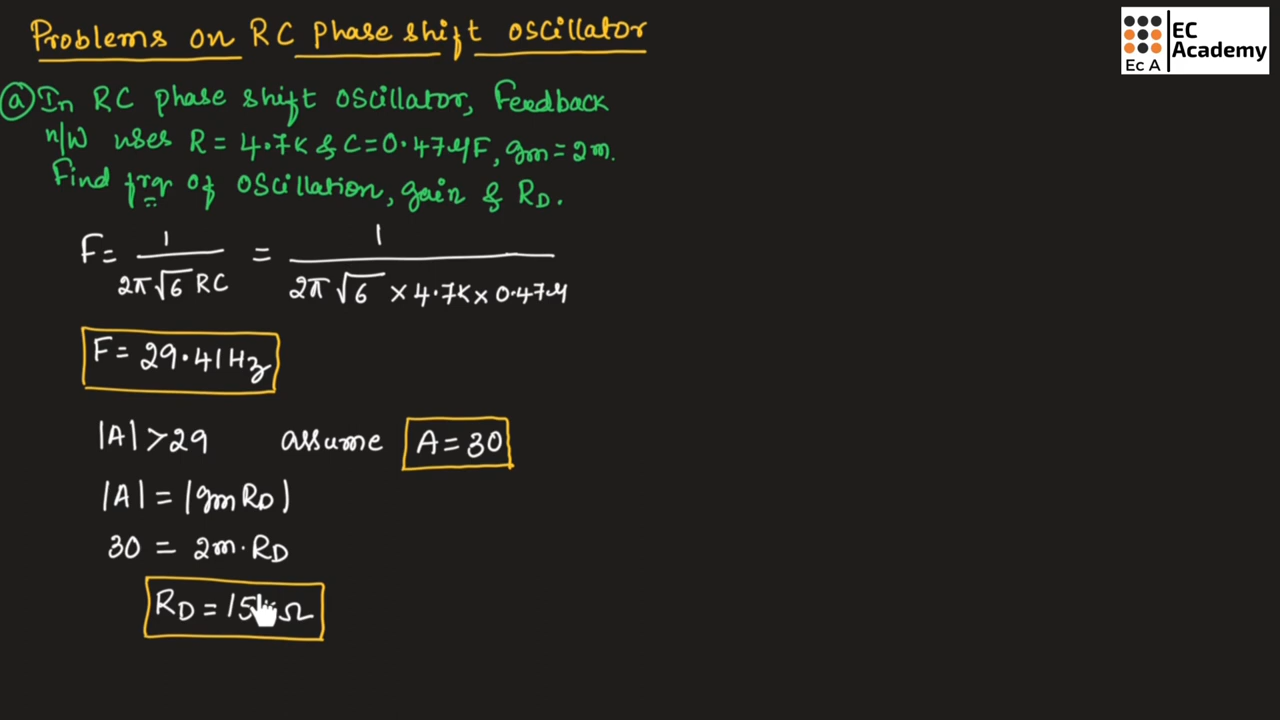 Problems on RC Phase shift oscillator
EC
Academy
Ec A
(a) In RC phase shift oscillator, Feedback
n/w uses R = 4.7K & C = 0.47μF, gm = 2m.
Find frqr of oscillation, gain & RD.
F = 1/(2π√6 RC) = 1/(2π√6 × 4.7K × 0.47μ)
F = 29.41Hz
|A| > 29 assume A = 30
|A| = |gm RD|
30 = 2m · RD
RD = 15 Ω